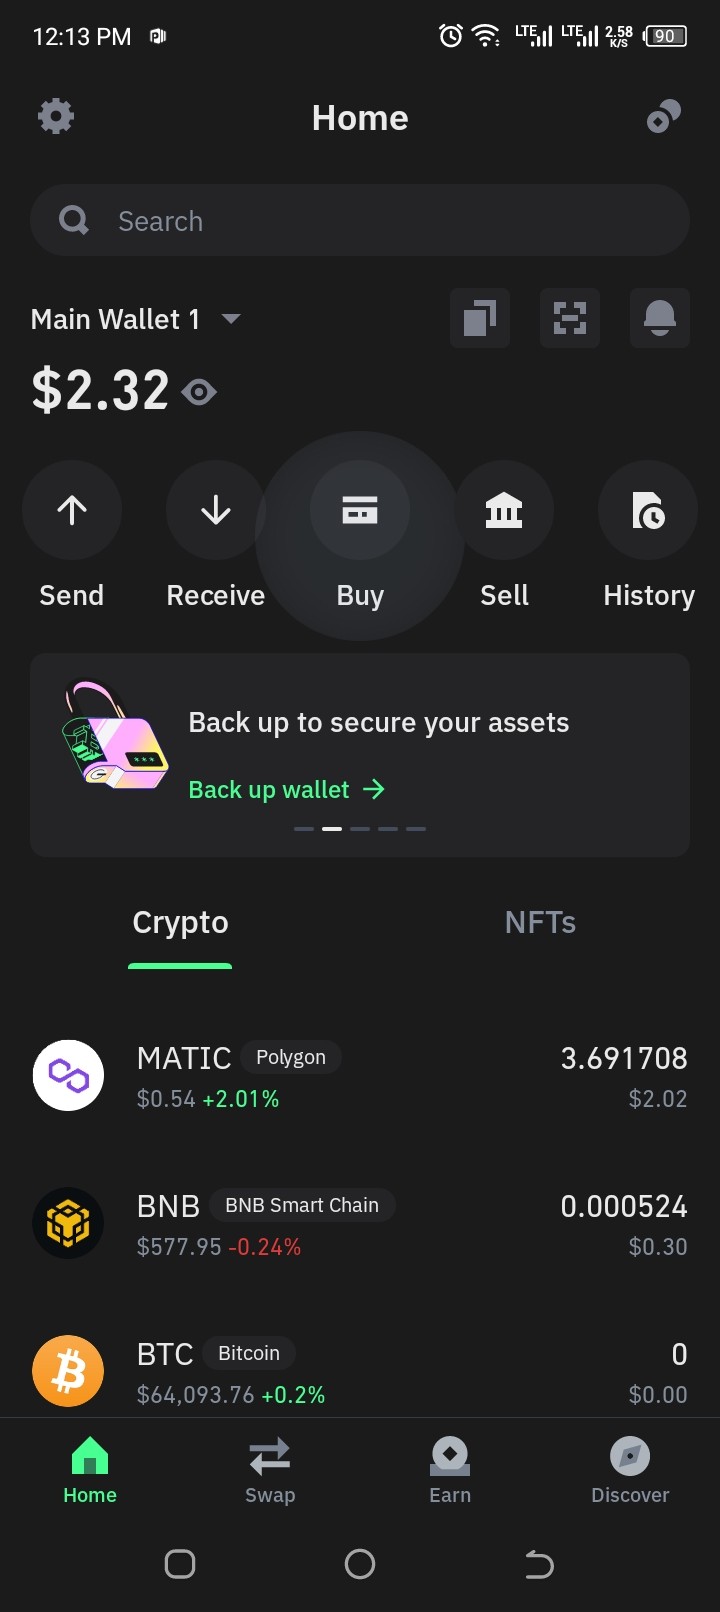 12:13 PM LTE LTE 2.58 K/S 90
Home
Search
Main Wallet 1
$2.32
Send Receive Buy Sell History
Back up to secure your assets
Back up wallet →
Crypto NFTs
MATIC Polygon 3.691708
$0.54 +2.01% $2.02
BNB BNB Smart Chain 0.000524
$577.95 -0.24% $0.30
BTC Bitcoin 0
$64,093.76 +0.2% $0.00
Home Swap Earn Discover